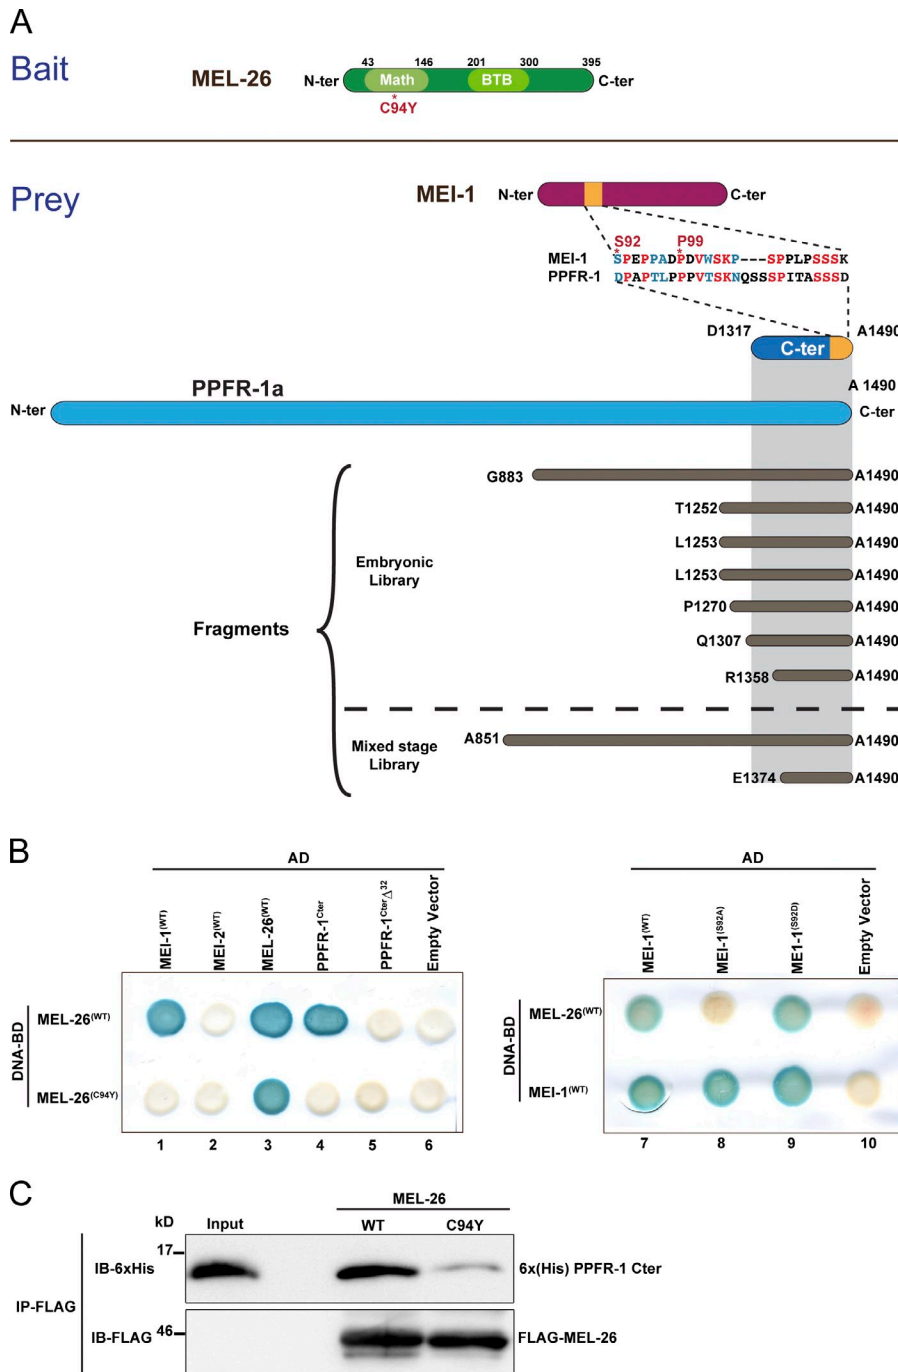 A
Bait
43 146 201 300 395
MEL-26 N-ter Math BTB C-ter
*
C94Y
Prey
MEI-1 N-ter C-ter
S92 P99
* *
MEI-1 SPEPPADPDVWSKP---SPPLPSSSK
PPFR-1 QPAPTLPPPVTSKNQSSSPITASSSD
D1317 A1490
C-ter
PPFR-1a A 1490
N-ter C-ter
G883 A1490
T1252 A1490
L1253 A1490
L1253 A1490
P1270 A1490
Q1307 A1490
R1358 A1490
Embryonic
Library
Fragments
Mixed stage
Library
A851 A1490
E1374 A1490
B
AD
MEI-1(WT)
MEI-2(WT)
MEL-26(WT)
PPFR-1Cter
PPFR-1CterΔ32
Empty Vector
DNA-BD
MEL-26(WT)
MEL-26(C94Y)
1 2 3 4 5 6
AD
MEI-1(WT)
MEI-1(S92A)
ME1-1(S92D)
Empty Vector
DNA-BD
MEL-26(WT)
MEI-1(WT)
7 8 9 10
C
MEL-26
kD Input WT C94Y
17
IB-6xHis 6x(His) PPFR-1 Cter
IP-FLAG
46
IB-FLAG FLAG-MEL-26